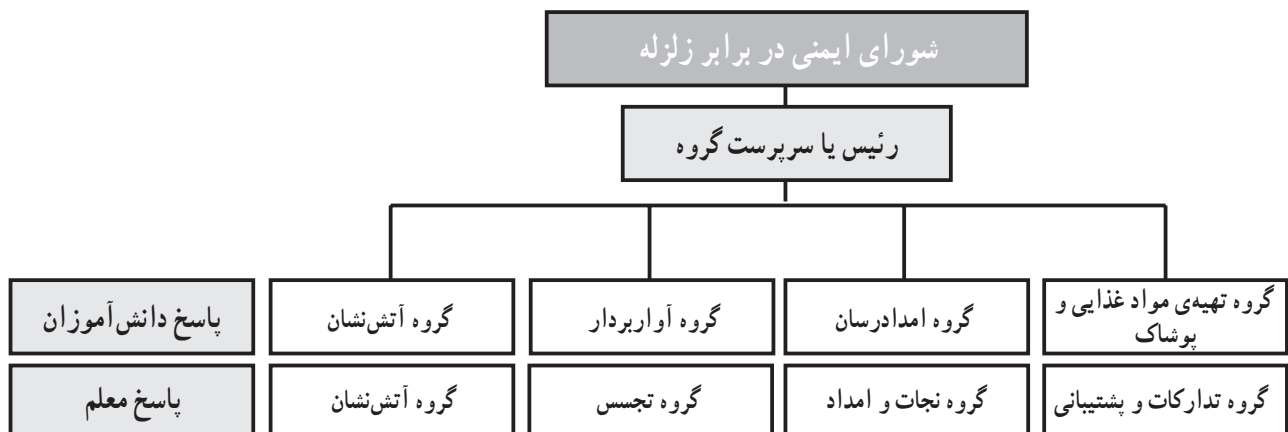 شورای ایمنی در برابر زلزله
رئیس یا سرپرست گروه
گروه تهیه‌ی مواد غذایی و
پوشاک
گروه امدادرسان
گروه آواربردار
گروه آتش‌نشان
پاسخ دانش‌آموزان
گروه تدارکات و پشتیبانی
گروه نجات و امداد
گروه تجسس
گروه آتش‌نشان
پاسخ معلم